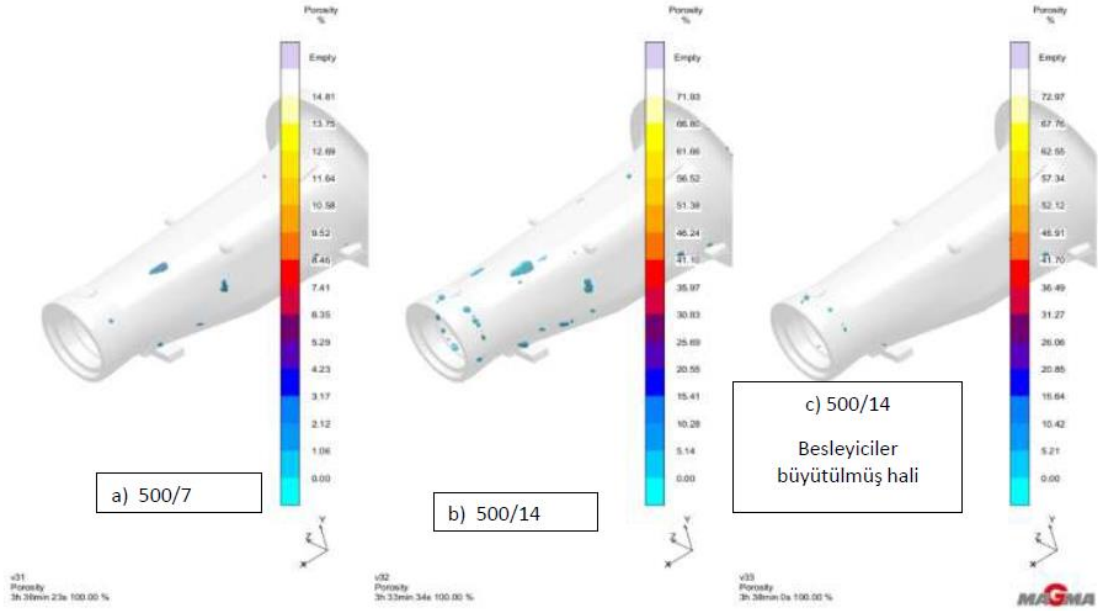 Porosity
%
Empty
14.81
13.75
12.69
11.64
10.58
9.52
8.46
7.41
6.35
5.29
4.23
3.17
2.12
1.06
0.00
a) 500/7
Y
Z
X
v31
Porosity
3h 36min 23s 100.00 %
Porosity
%
Empty
71.93
66.80
61.66
56.52
51.38
46.24
41.10
35.97
30.83
25.69
20.55
15.41
10.28
5.14
0.00
b) 500/14
Y
Z
X
v32
Porosity
3h 33min 34s 100.00 %
Porosity
%
Empty
72.97
67.76
62.55
57.34
52.12
46.91
41.70
36.49
31.27
26.06
20.85
15.64
10.42
5.21
0.00
c) 500/14
Besleyiciler
büyütülmüş hali
Y
Z
X
v33
Porosity
3h 38min 0s 100.00 %
MAGMA